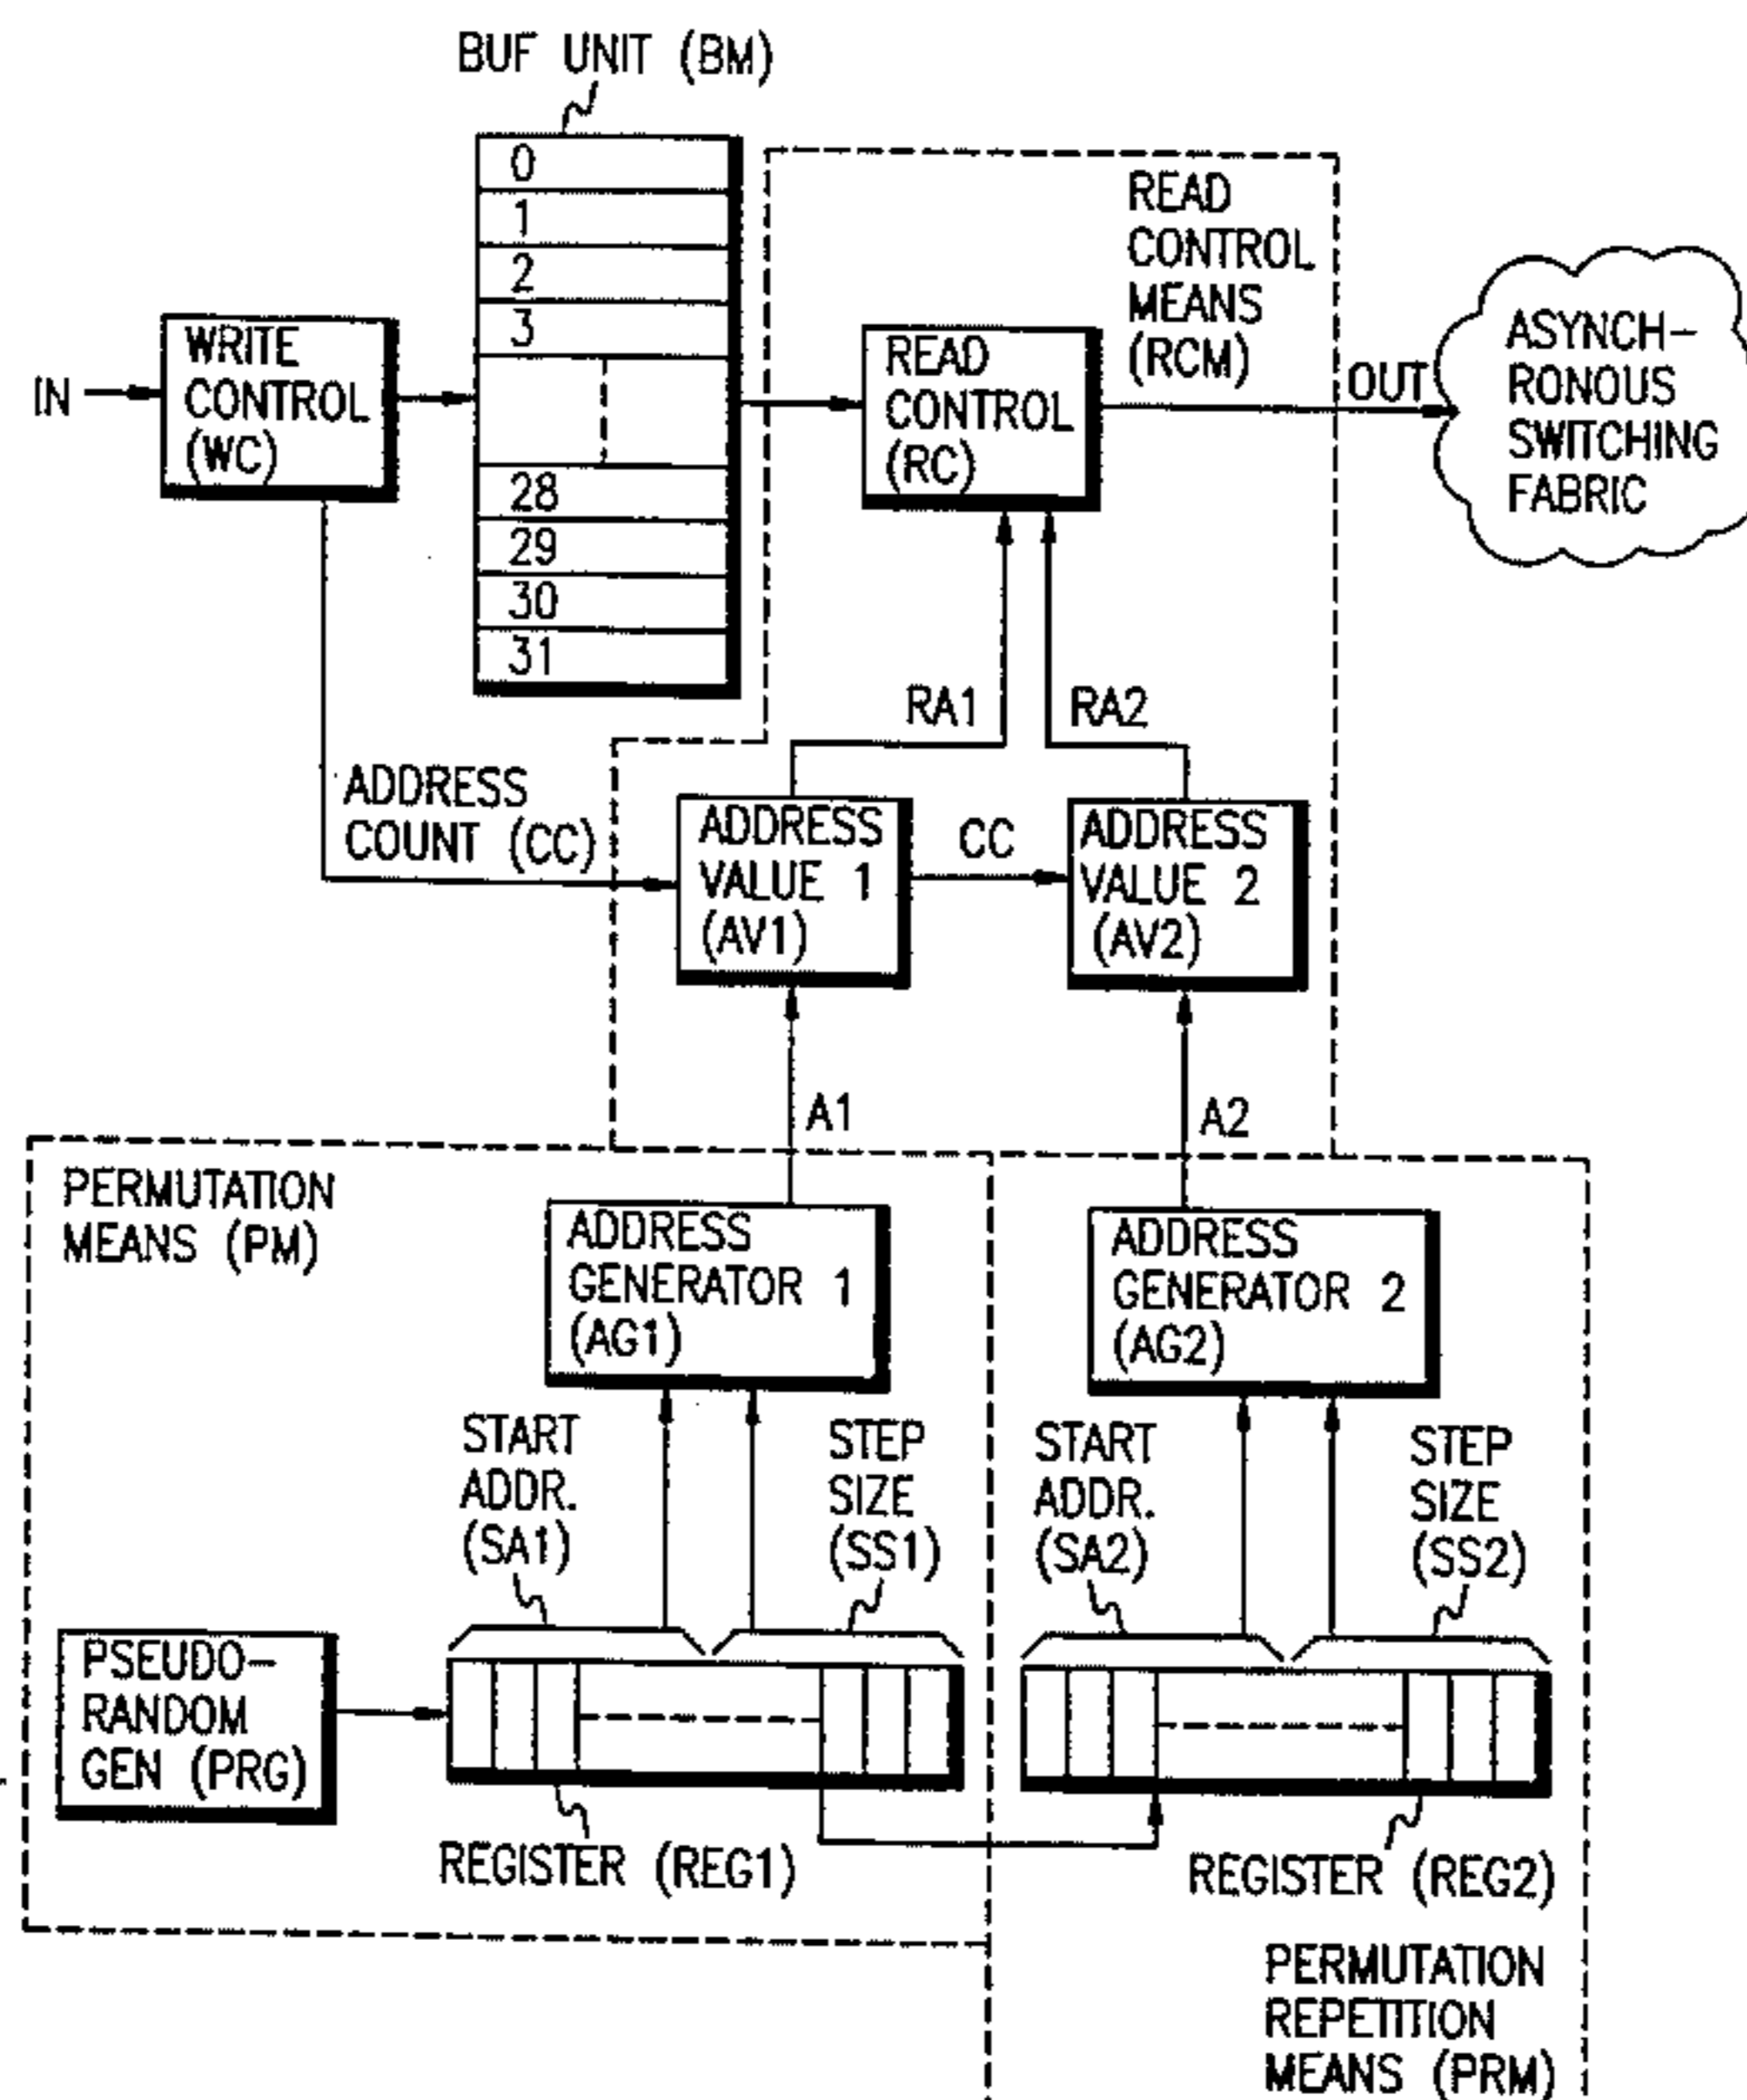 BUF UNIT (BM)
0
1
2
3
28
29
30
31
READ
CONTROL
MEANS
(RCM)
IN
WRITE
CONTROL
(WC)
READ
CONTROL
(RC)
OUT
ASYNCH-
RONOUS
SWITCHING
FABRIC
RA1
RA2
ADDRESS
COUNT (CC)
ADDRESS
VALUE 1
(AV1)
CC
ADDRESS
VALUE 2
(AV2)
A1
A2
PERMUTATION
MEANS (PM)
ADDRESS
GENERATOR 1
(AG1)
ADDRESS
GENERATOR 2
(AG2)
START
ADDR.
(SA1)
STEP
SIZE
(SS1)
START
ADDR.
(SA2)
STEP
SIZE
(SS2)
PSEUDO-
RANDOM
GEN (PRG)
REGISTER (REG1)
REGISTER (REG2)
PERMUTATION
REPETITION
MEANS (PRM)